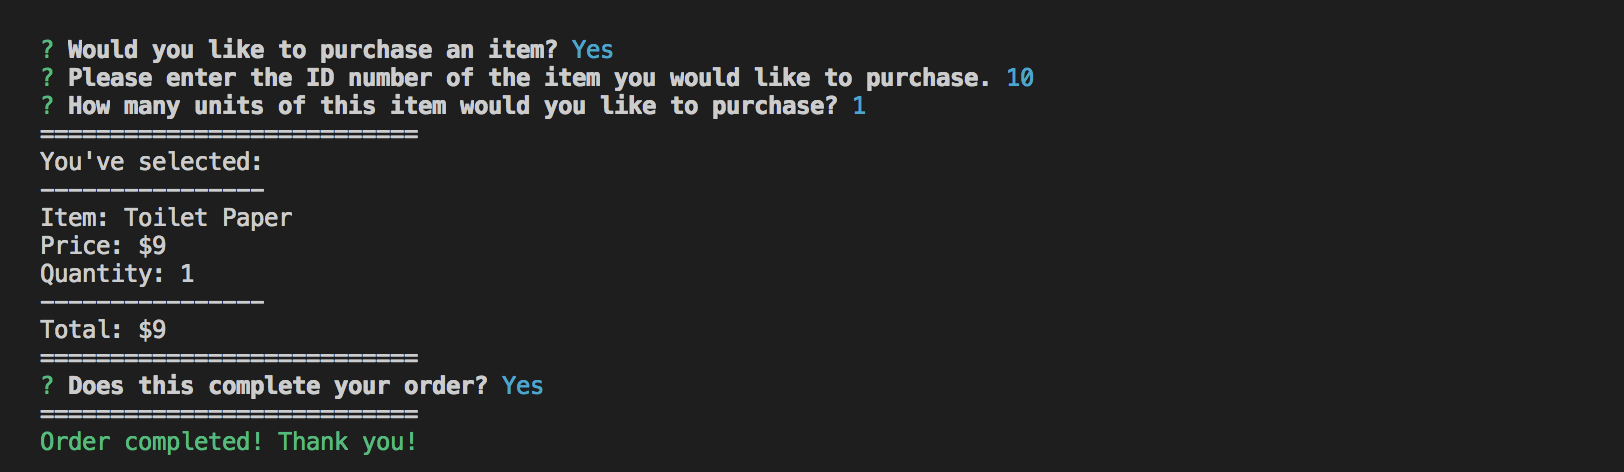 ? Would you like to purchase an item? Yes
? Please enter the ID number of the item you would like to purchase. 10
? How many units of this item would you like to purchase? 1
===========================
You've selected:
----------------
Item: Toilet Paper
Price: $9
Quantity: 1
----------------
Total: $9
===========================
? Does this complete your order? Yes
===========================
Order completed! Thank you!